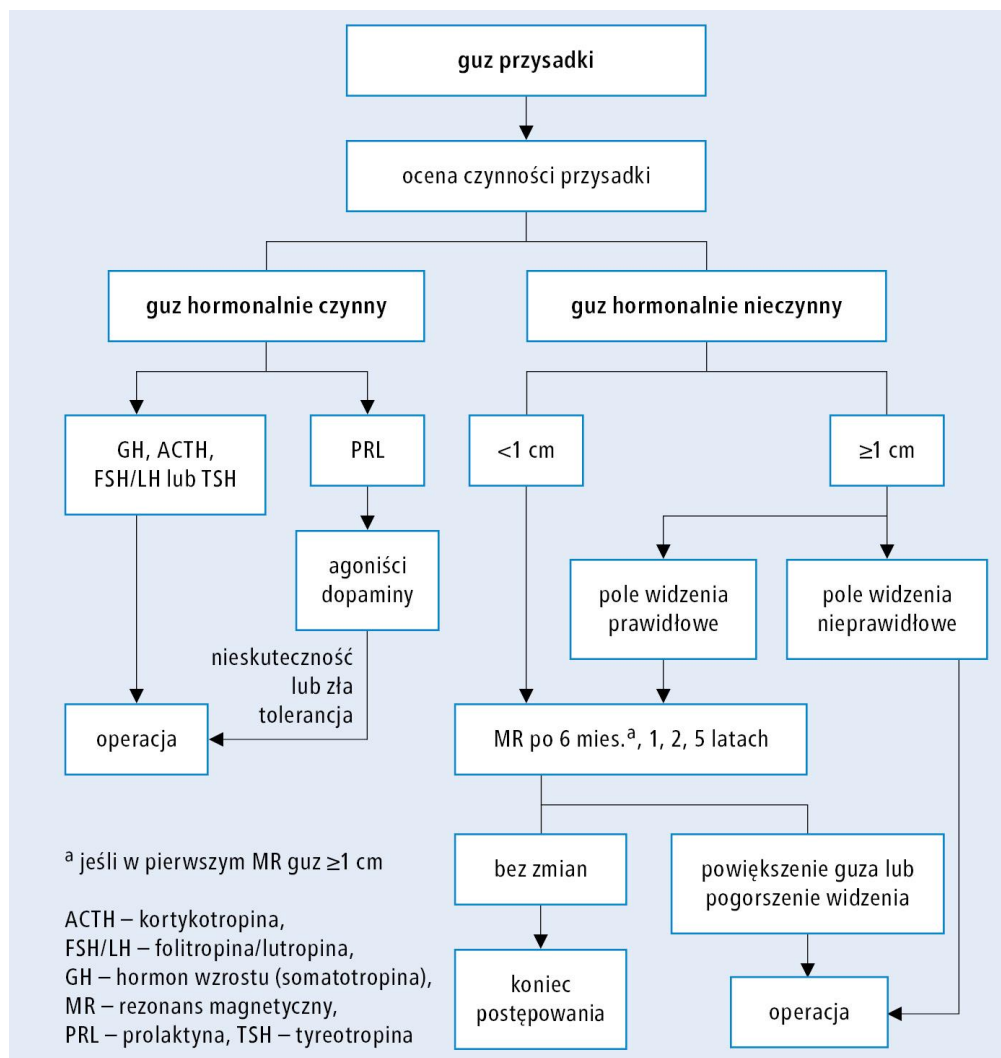 guz przysadki
ocena czynności przysadki
guz hormonalnie czynny
guz hormonalnie nieczynny
GH, ACTH,
FSH/LH lub TSH
PRL
<1 cm
≥1 cm
agoniści
dopaminy
pole widzenia
prawidłowe
pole widzenia
nieprawidłowe
nieskuteczność
lub zła
tolerancja
operacja
MR po 6 mies.ª, 1, 2, 5 latach
bez zmian
powiększenie guza lub
pogorszenie widzenia
koniec
postępowania
operacja
ª jeśli w pierwszym MR guz ≥1 cm
ACTH – kortykotropina,
FSH/LH – folitropina/lutropina,
GH – hormon wzrostu (somatotropina),
MR – rezonans magnetyczny,
PRL – prolaktyna, TSH – tyreotropina